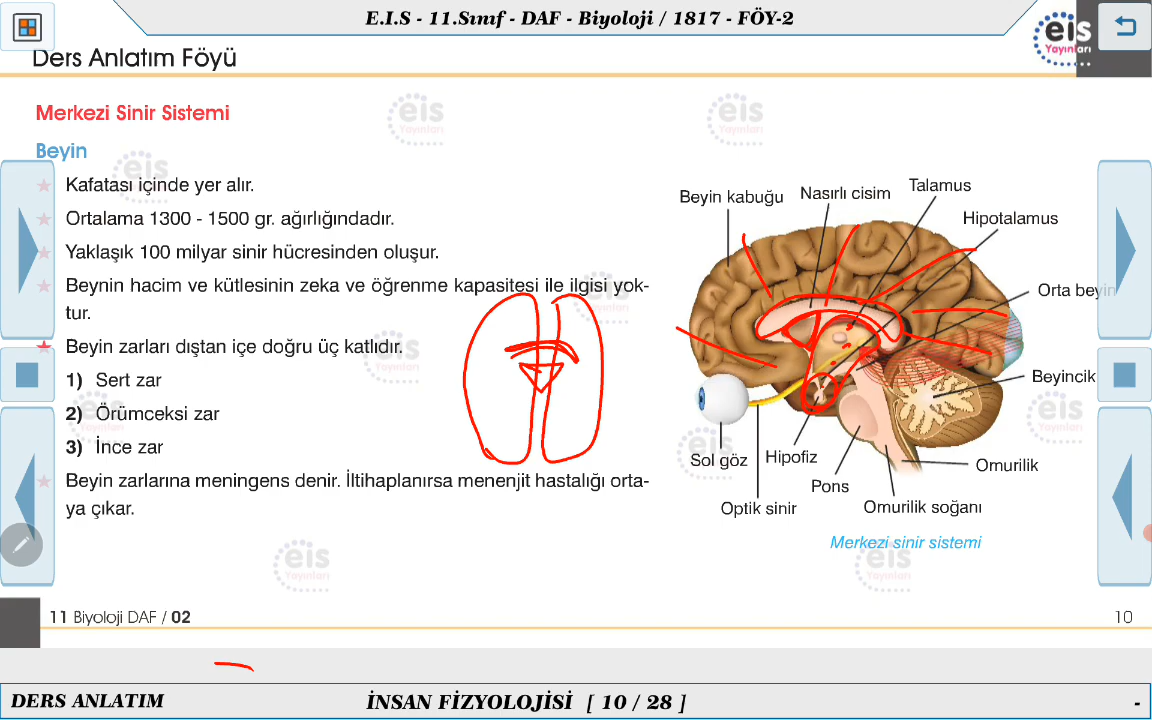 E.I.S - 11.Sınıf - DAF - Biyoloji / 1817 - FÖY-2
eis
Yayınları
Ders Anlatım Föyü
Merkezi Sinir Sistemi
Beyin
Kafatası içinde yer alır.
Ortalama 1300 - 1500 gr. ağırlığındadır.
Yaklaşık 100 milyar sinir hücresinden oluşur.
Beynin hacim ve kütlesinin zeka ve öğrenme kapasitesi ile ilgisi yok-
tur.
Beyin zarları dıştan içe doğru üç katlıdır.
1) Sert zar
2) Örümceksi zar
3) İnce zar
Beyin zarlarına meningens denir. İltihaplanırsa menenjit hastalığı orta-
ya çıkar.
Beyin kabuğu
Nasırlı cisim
Talamus
Hipotalamus
Orta beyin
Beyincik
Omurilik
Omurilik soğanı
Pons
Hipofiz
Optik sinir
Sol göz
Merkezi sinir sistemi
11 Biyoloji DAF / 02
10
DERS ANLATIM
İNSAN FİZYOLOJİSİ [ 10 / 28 ]
-